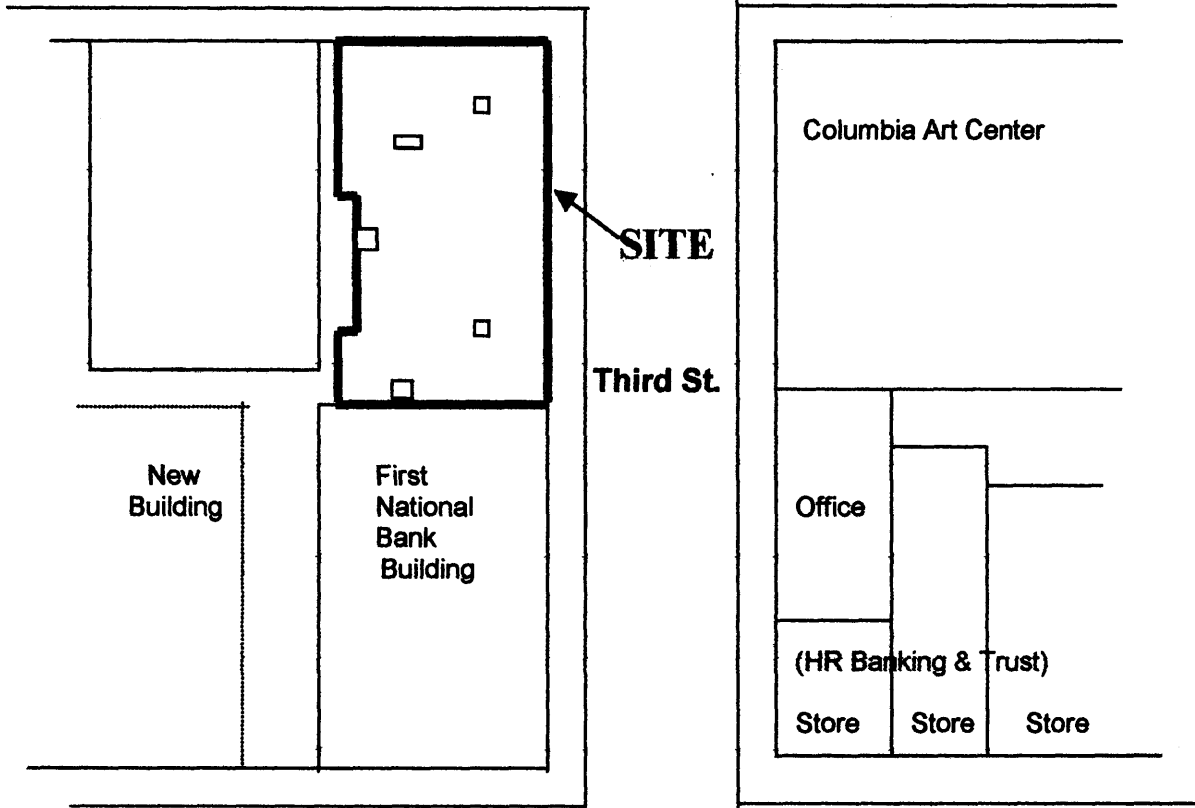 Columbia Art Center
SITE
Third St.
New
Building
First
National
Bank
Building
Office
(HR Banking & Trust)
Store
Store
Store